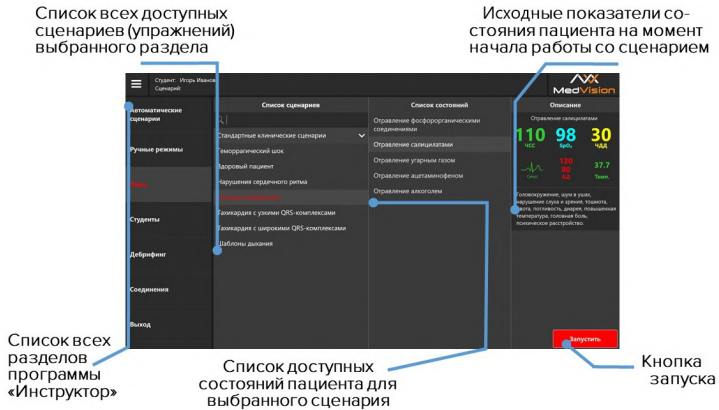 Список всех доступных
сценариев (упражнений)
выбранного раздела
Исходные показатели со-
стояния пациента на момент
начала работы со сценарием
Студент: Игорь Иванов
Сценарий:
MedVision
Автоматические
сценарии
Ручные режимы
Студенты
Дебрифинг
Соединения
Выход
Список сценариев
Стандартные клинические сценарии
Геморрагический шок
Здоровый пациент
Нарушения сердечного ритма
Тахикардия с узкими QRS-комплексами
Тахикардия с широкими QRS-комплексами
Шаблоны дыхания
Список состояний
Отравление фосфорорганическими
соединениями
Отравление салицилатами
Отравление угарным газом
Отравление ацетаминофеном
Отравление алкоголем
Описание
Отравление салицилатами
110 98 30
ЧСС SpO₂ ЧДД
120
80 37.7
Синус АД Темп.
Головокружение, шум в ушах,
нарушение слуха и зрения, тошнота,
рвота, потливость, диарея, повышенная
температура, головная боль,
психическое расстройство.
Запустить
Список всех
разделов
программы
«Инструктор»
Список доступных
состояний пациента для
выбранного сценария
Кнопка
запуска